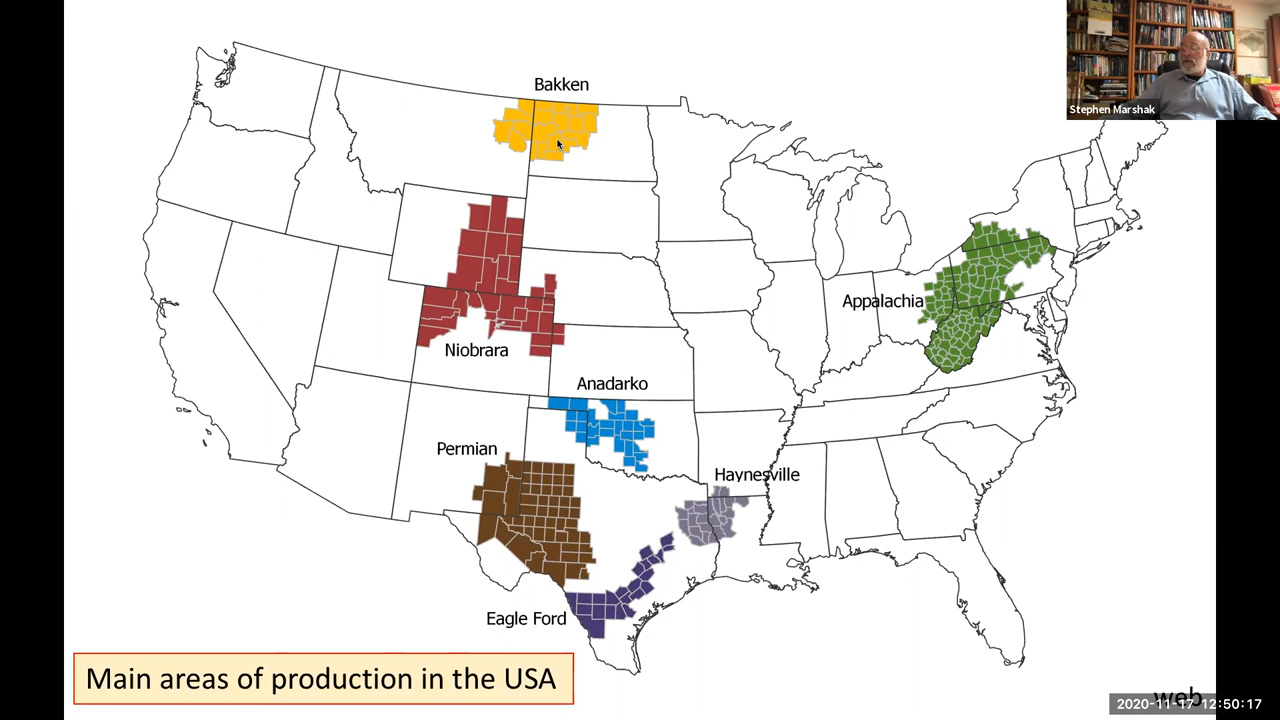 Bakken
Stephen Marshak
Appalachia
Niobrara
Anadarko
Permian
Haynesville
Eagle Ford
Main areas of production in the USA
web
2020-11-17 12:50:17